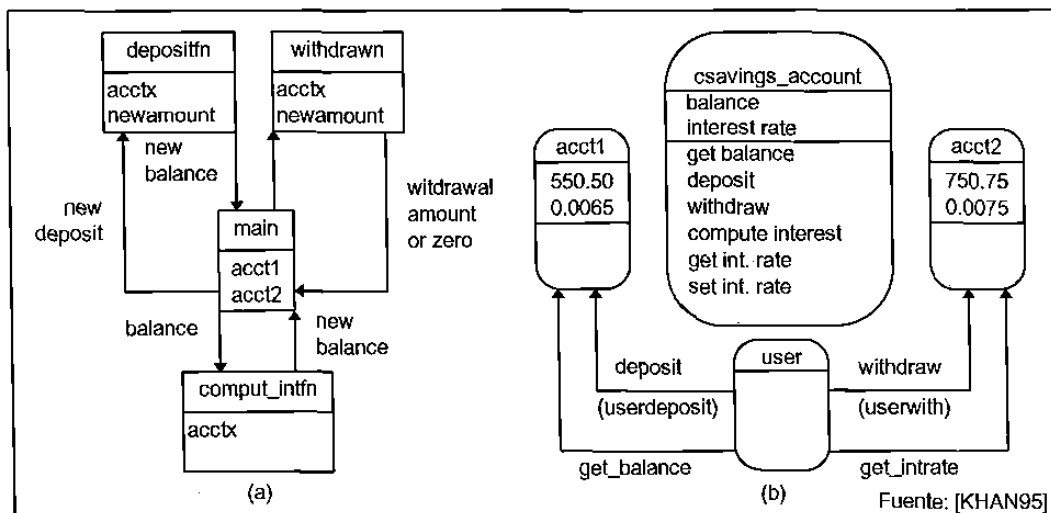 depositfn
acctx
newamount
withdrawn
acctx
newamount
new
balance
new
deposit
witdrawal
amount
or zero
main
acct1
acct2
balance
new
balance
comput_intfn
acctx
(a)
csavings_account
balance
interest rate
get balance
deposit
withdraw
compute interest
get int. rate
set int. rate
acct1
550.50
0.0065
acct2
750.75
0.0075
user
deposit
(userdeposit)
withdraw
(userwith)
get_balance
get_intrate
(b)
Fuente: [KHAN95]